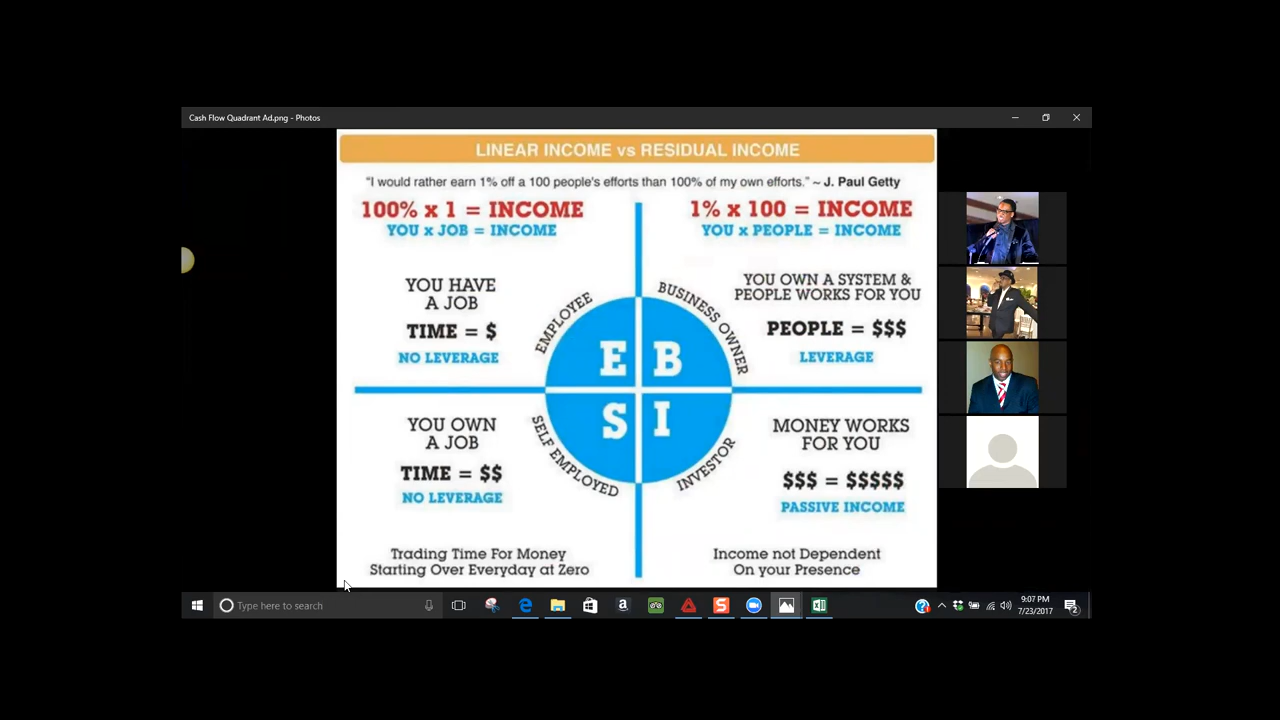 Cash Flow Quadrant Ad.png - Photos
LINEAR INCOME vs RESIDUAL INCOME
“I would rather earn 1% off a 100 people's efforts than 100% of my own efforts.” ~ J. Paul Getty
100% x 1 = INCOME
YOU x JOB = INCOME
1% x 100 = INCOME
YOU x PEOPLE = INCOME
YOU HAVE
A JOB
TIME = $
NO LEVERAGE
EMPLOYEE
BUSINESS OWNER
YOU OWN A SYSTEM &
PEOPLE WORKS FOR YOU
PEOPLE = $$$
LEVERAGE
E B
S I
YOU OWN
A JOB
TIME = $$
NO LEVERAGE
SELF EMPLOYED
INVESTOR
MONEY WORKS
FOR YOU
$$$ = $$$$$
PASSIVE INCOME
Trading Time For Money
Starting Over Everyday at Zero
Income not Dependent
On your Presence
Type here to search
a
S
9:07 PM
7/23/2017
2